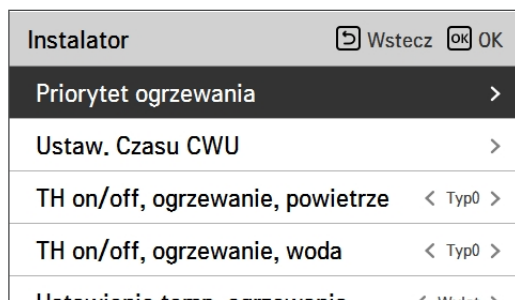 Instalator Wstecz OK OK
Priorytet ogrzewania >
Ustaw. Czasu CWU >
TH on/off, ogrzewanie, powietrze < Typ0 >
TH on/off, ogrzewanie, woda < Typ0 >